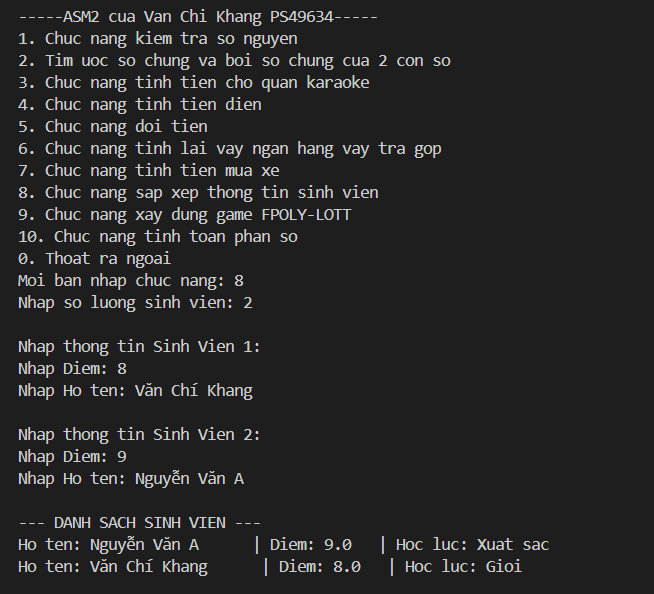 -----ASM2 cua Van Chi Khang PS49634-----
1. Chuc nang kiem tra so nguyen
2. Tim uoc so chung va boi so chung cua 2 con so
3. Chuc nang tinh tien cho quan karaoke
4. Chuc nang tinh tien dien
5. Chuc nang doi tien
6. Chuc nang tinh lai vay ngan hang vay tra gop
7. Chuc nang tinh tien mua xe
8. Chuc nang sap xep thong tin sinh vien
9. Chuc nang xay dung game FPOLY-LOTT
10. Chuc nang tinh toan phan so
0. Thoat ra ngoai
Moi ban nhap chuc nang: 8
Nhap so luong sinh vien: 2
Nhap thong tin Sinh Vien 1:
Nhap Diem: 8
Nhap Ho ten: Văn Chí Khang
Nhap thong tin Sinh Vien 2:
Nhap Diem: 9
Nhap Ho ten: Nguyễn Văn A
--- DANH SACH SINH VIEN ---
Ho ten: Nguyễn Văn A      | Diem: 9.0   | Hoc luc: Xuat sac
Ho ten: Văn Chí Khang      | Diem: 8.0   | Hoc luc: Gioi